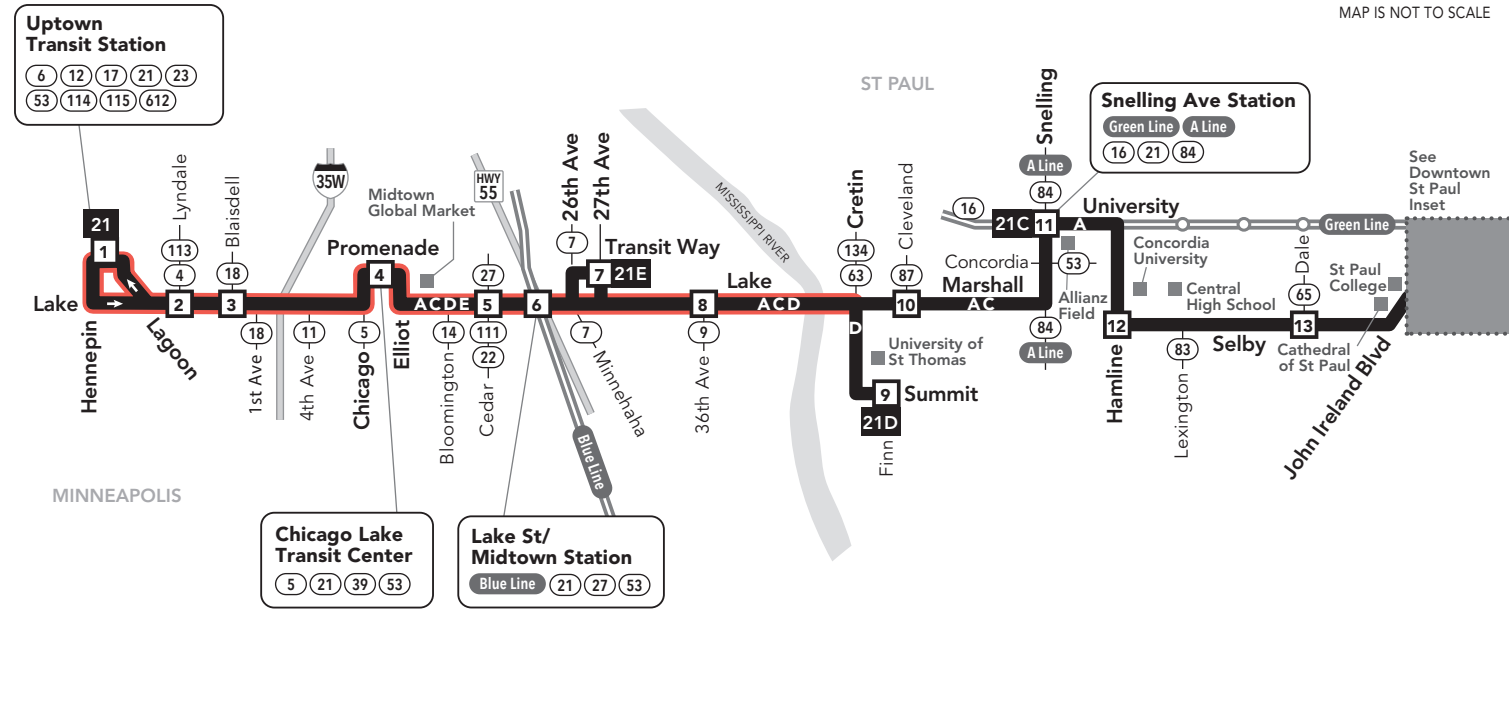 MAP IS NOT TO SCALE
Uptown
Transit Station
6 12 17 21 23
53 114 115 612
ST PAUL
Snelling
A Line
84
Snelling Ave Station
Green Line A Line
16 21 84
See
Downtown
St Paul
Inset
35W
HWY
55
26th Ave
27th Ave
7
MISSISSIPPI RIVER
Midtown
Global Market
Lyndale
113
4
Blaisdell
18
21
1
Promenade
4
27
Transit Way
7 21E
Cretin
134
63
Cleveland
87
16
21C 11
A
University
Green Line
Concordia
53
Marshall
Allianz
Field
Concordia
University
Central
High School
Dale
65
St Paul
College
Lake
2
3
A C D E
5
6
8
Lake
A C D
D
10
A C
84
A Line
12
13
Selby
Cathedral
of St Paul
Hennepin
Lagoon
18
1st Ave
11
4th Ave
5
Chicago
Elliot
14
Bloomington
111
22
Cedar
7
Minnehaha
9
36th Ave
University of
St Thomas
9 Summit
21D
Finn
Hamline
83
Lexington
John Ireland Blvd
Blue Line
MINNEAPOLIS
Chicago Lake
Transit Center
5 21 39 53
Lake St/
Midtown Station
Blue Line 21 27 53